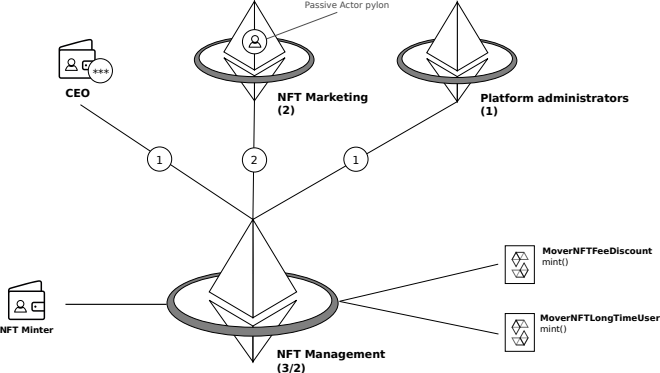 Passive Actor pylon
***
CEO
NFT Marketing
(2)
Platform administrators
(1)
1
2
1
MoverNFTFeeDiscount
mint()
NFT Minter
MoverNFTLongTimeUser
mint()
NFT Management
(3/2)